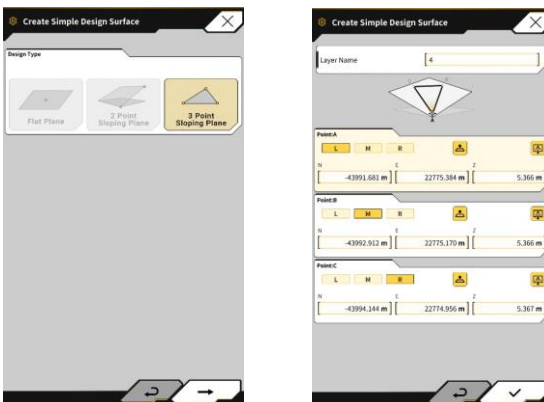 Create Simple Design Surface
Design Type
Flat Plane
2 Point
Sloping Plane
3 Point
Sloping Plane
Create Simple Design Surface
Layer Name
4
Point:A
L M R
N E Z
-43991.681 m 22775.384 m 5.366 m
Point:B
L M R
N E Z
-43992.912 m 22775.170 m 5.366 m
Point:C
L M R
N E Z
-43994.144 m 22774.956 m 5.367 m